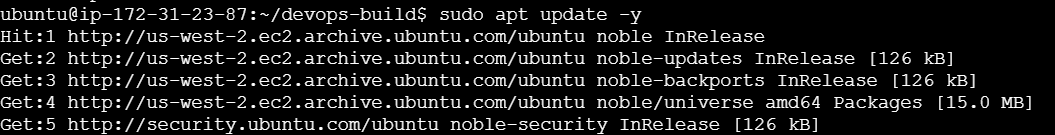 ubuntu@ip-172-31-23-87:~/devops-build$ sudo apt update -y
Hit:1 http://us-west-2.ec2.archive.ubuntu.com/ubuntu noble InRelease
Get:2 http://us-west-2.ec2.archive.ubuntu.com/ubuntu noble-updates InRelease [126 kB]
Get:3 http://us-west-2.ec2.archive.ubuntu.com/ubuntu noble-backports InRelease [126 kB]
Get:4 http://us-west-2.ec2.archive.ubuntu.com/ubuntu noble/universe amd64 Packages [15.0 MB]
Get:5 http://security.ubuntu.com/ubuntu noble-security InRelease [126 kB]